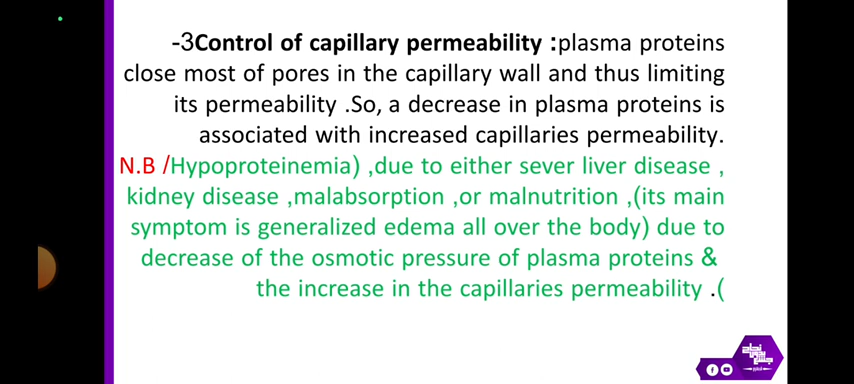 -3Control of capillary permeability :plasma proteins
close most of pores in the capillary wall and thus limiting
its permeability .So, a decrease in plasma proteins is
associated with increased capillaries permeability.
N.B /Hypoproteinemia) ,due to either sever liver disease ,
kidney disease ,malabsorption ,or malnutrition ,(its main
symptom is generalized edema all over the body) due to
decrease of the osmotic pressure of plasma proteins &
the increase in the capillaries permeability .(